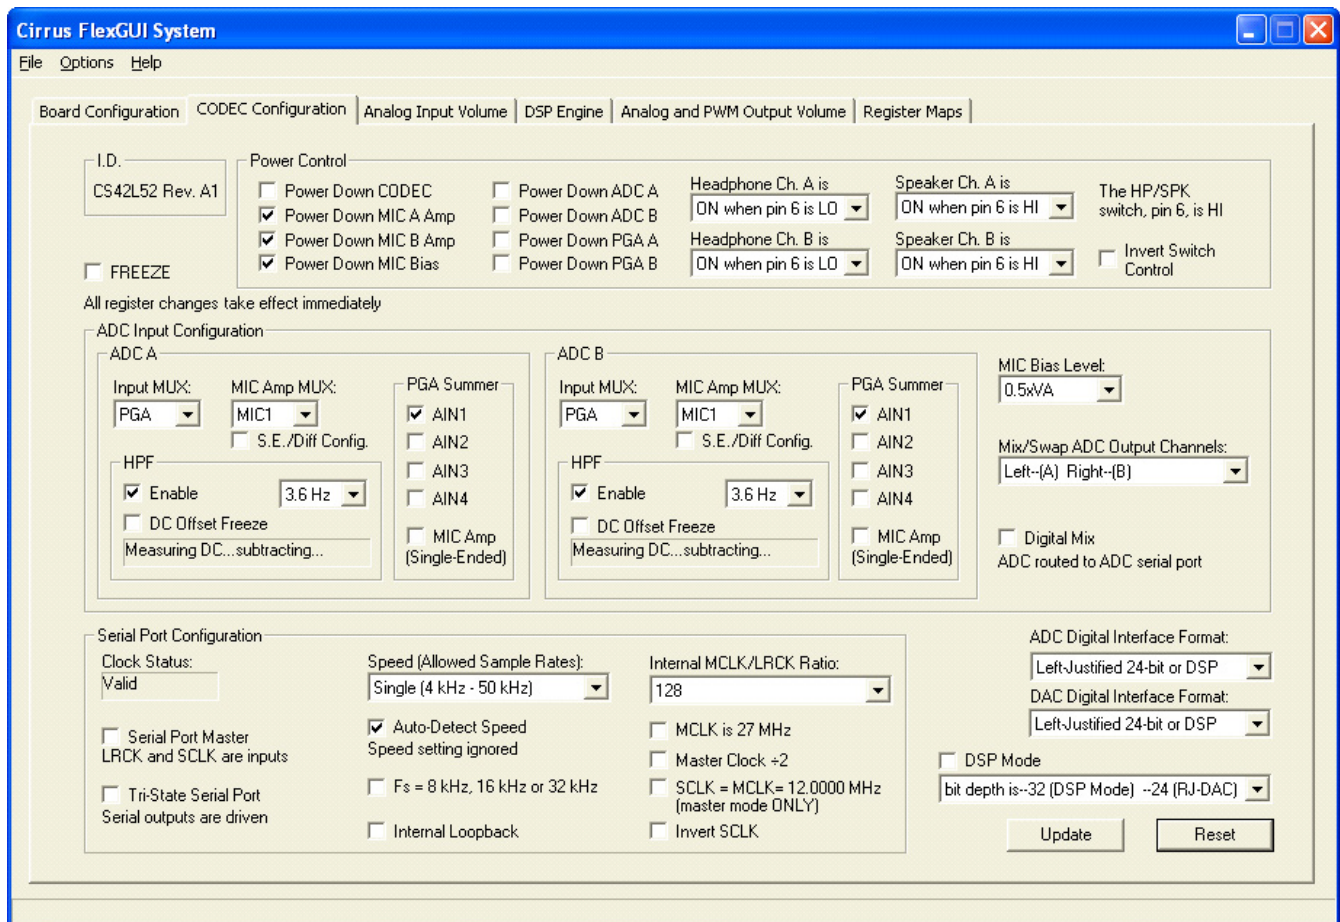 Cirrus FlexGUI System
File Options Help
Board Configuration CODEC Configuration Analog Input Volume DSP Engine Analog and PWM Output Volume Register Maps
I.D.
CS42L52 Rev. A1
FREEZE
All register changes take effect immediately
Power Control
Power Down CODEC
Power Down MIC A Amp
Power Down MIC B Amp
Power Down MIC Bias
Power Down ADC A
Power Down ADC B
Power Down PGA A
Power Down PGA B
Headphone Ch. A is
ON when pin 6 is LO
Headphone Ch. B is
ON when pin 6 is LO
Speaker Ch. A is
ON when pin 6 is HI
Speaker Ch. B is
ON when pin 6 is HI
The HP/SPK
switch, pin 6, is HI
Invert Switch
Control
ADC Input Configuration
ADC A
Input MUX:
PGA
MIC Amp MUX:
MIC1
S.E./Diff Config.
HPF
Enable
3.6 Hz
DC Offset Freeze
Measuring DC...subtracting...
PGA Summer
AIN1
AIN2
AIN3
AIN4
MIC Amp
(Single-Ended)
ADC B
Input MUX:
PGA
MIC Amp MUX:
MIC1
S.E./Diff Config.
HPF
Enable
3.6 Hz
DC Offset Freeze
Measuring DC...subtracting...
PGA Summer
AIN1
AIN2
AIN3
AIN4
MIC Amp
(Single-Ended)
MIC Bias Level:
0.5xVA
Mix/Swap ADC Output Channels:
Left--(A) Right--(B)
Digital Mix
ADC routed to ADC serial port
Serial Port Configuration
Clock Status:
Valid
Serial Port Master
LRCK and SCLK are inputs
Tri-State Serial Port
Serial outputs are driven
Speed (Allowed Sample Rates):
Single (4 kHz - 50 kHz)
Auto-Detect Speed
Speed setting ignored
Fs = 8 kHz, 16 kHz or 32 kHz
Internal Loopback
Internal MCLK/LRCK Ratio:
128
MCLK is 27 MHz
Master Clock ÷2
SCLK = MCLK= 12.0000 MHz
(master mode ONLY)
Invert SCLK
ADC Digital Interface Format:
Left-Justified 24-bit or DSP
DAC Digital Interface Format:
Left-Justified 24-bit or DSP
DSP Mode
bit depth is--32 (DSP Mode) --24 (RJ-DAC)
Update
Reset